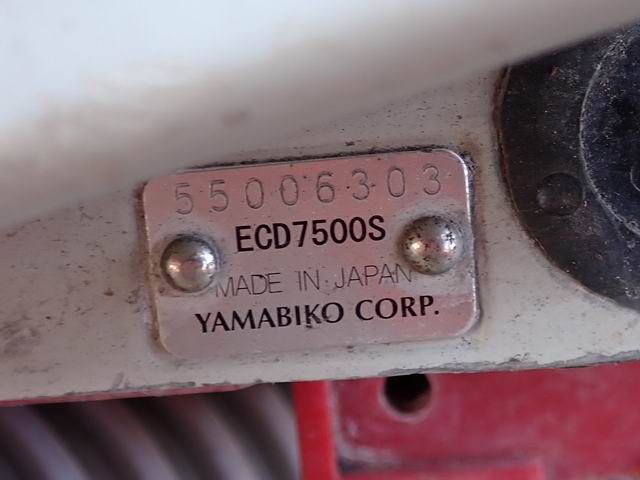 55006303
ECD7500S
MADE IN JAPAN
YAMABIKO CORP.